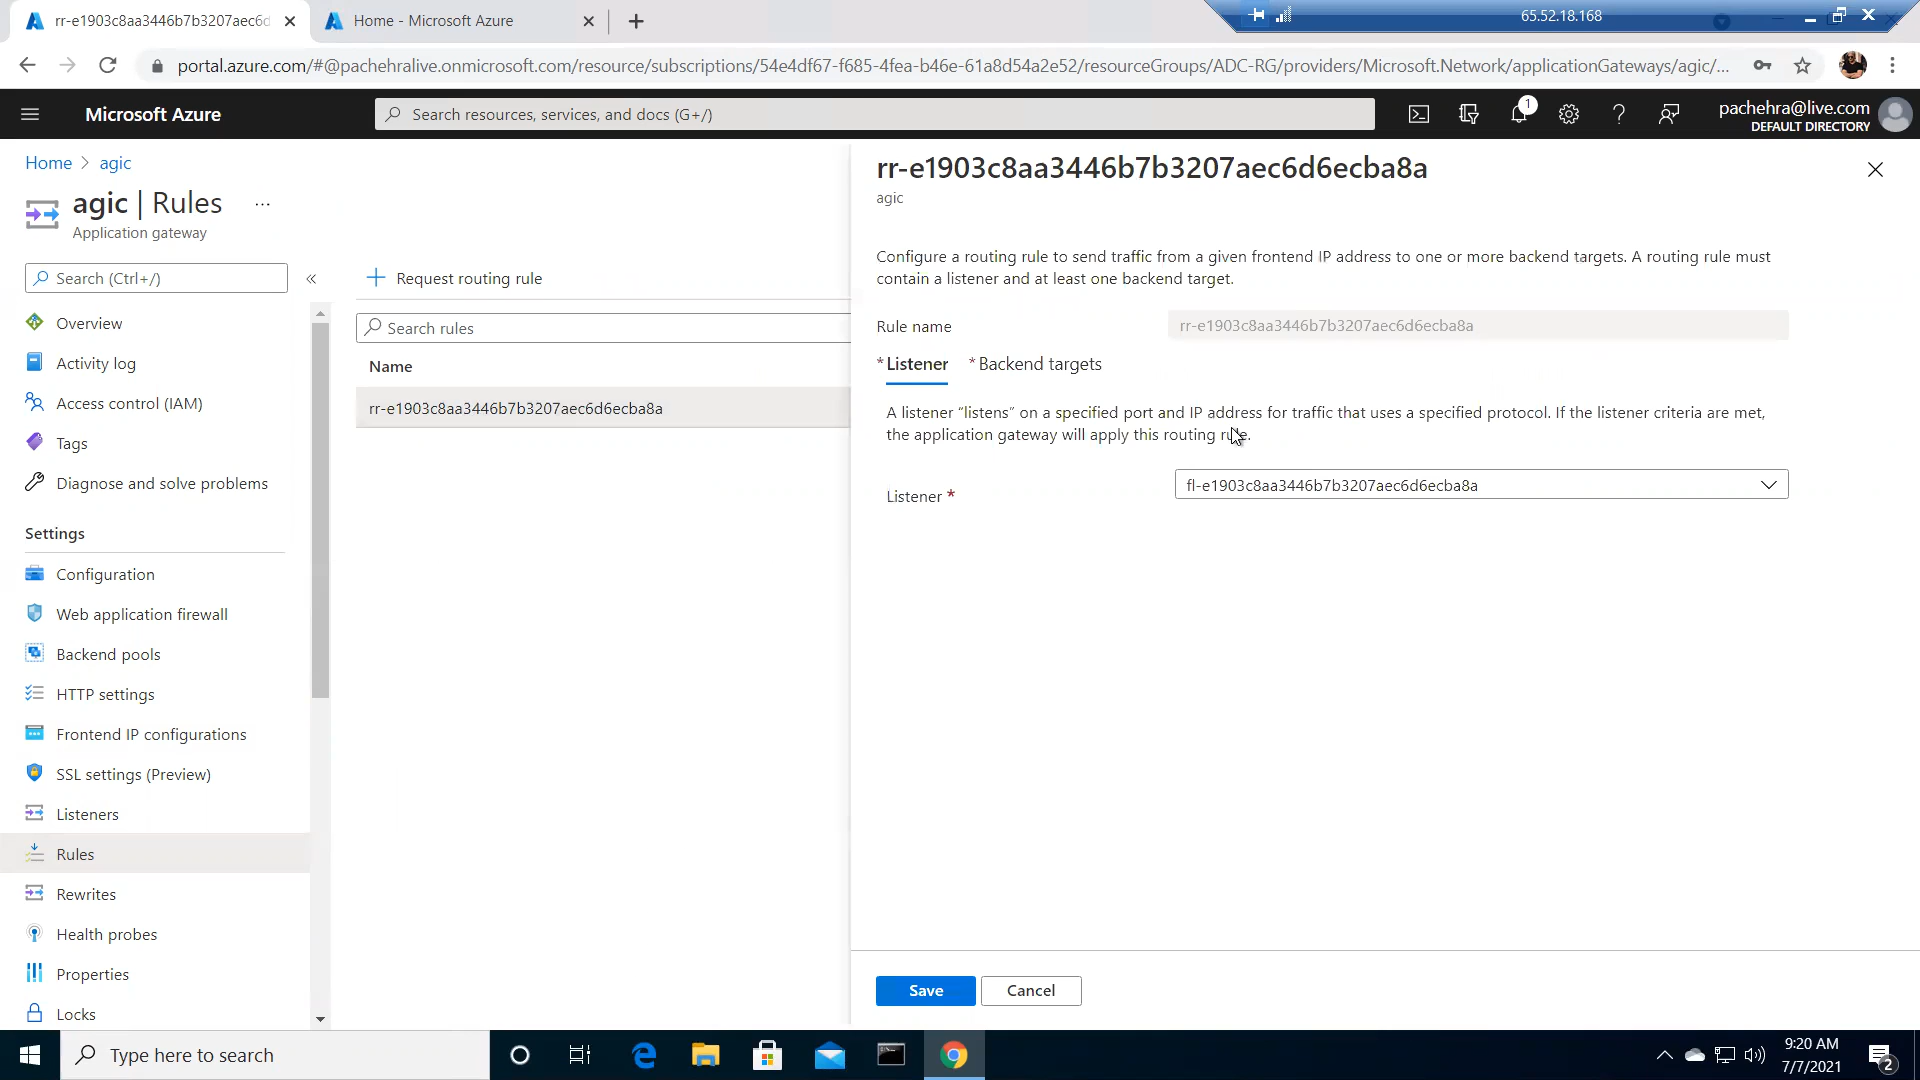 rr-e1903c8aa3446b7b3207aec6d
Home - Microsoft Azure
65.52.18.168
portal.azure.com/#@pachehralive.onmicrosoft.com/resource/subscriptions/54e4df67-f685-4fea-b46e-61a8d54a2e52/resourceGroups/ADC-RG/providers/Microsoft.Network/applicationGateways/agic/...
Microsoft Azure
Search resources, services, and docs (G+/)
1
pachehra@live.com
DEFAULT DIRECTORY
Home > agic
agic | Rules ...
Application gateway
Search (Ctrl+/)
«
Overview
Activity log
Access control (IAM)
Tags
Diagnose and solve problems
Settings
Configuration
Web application firewall
Backend pools
HTTP settings
Frontend IP configurations
SSL settings (Preview)
Listeners
Rules
Rewrites
Health probes
Properties
Locks
+ Request routing rule
Search rules
Name
rr-e1903c8aa3446b7b3207aec6d6ecba8a
rr-e1903c8aa3446b7b3207aec6d6ecba8a
agic
Configure a routing rule to send traffic from a given frontend IP address to one or more backend targets. A routing rule must
contain a listener and at least one backend target.
Rule name
rr-e1903c8aa3446b7b3207aec6d6ecba8a
* Listener
* Backend targets
A listener “listens” on a specified port and IP address for traffic that uses a specified protocol. If the listener criteria are met,
the application gateway will apply this routing rule.
Listener *
fl-e1903c8aa3446b7b3207aec6d6ecba8a
Save
Cancel
Type here to search
9:20 AM
7/7/2021
2